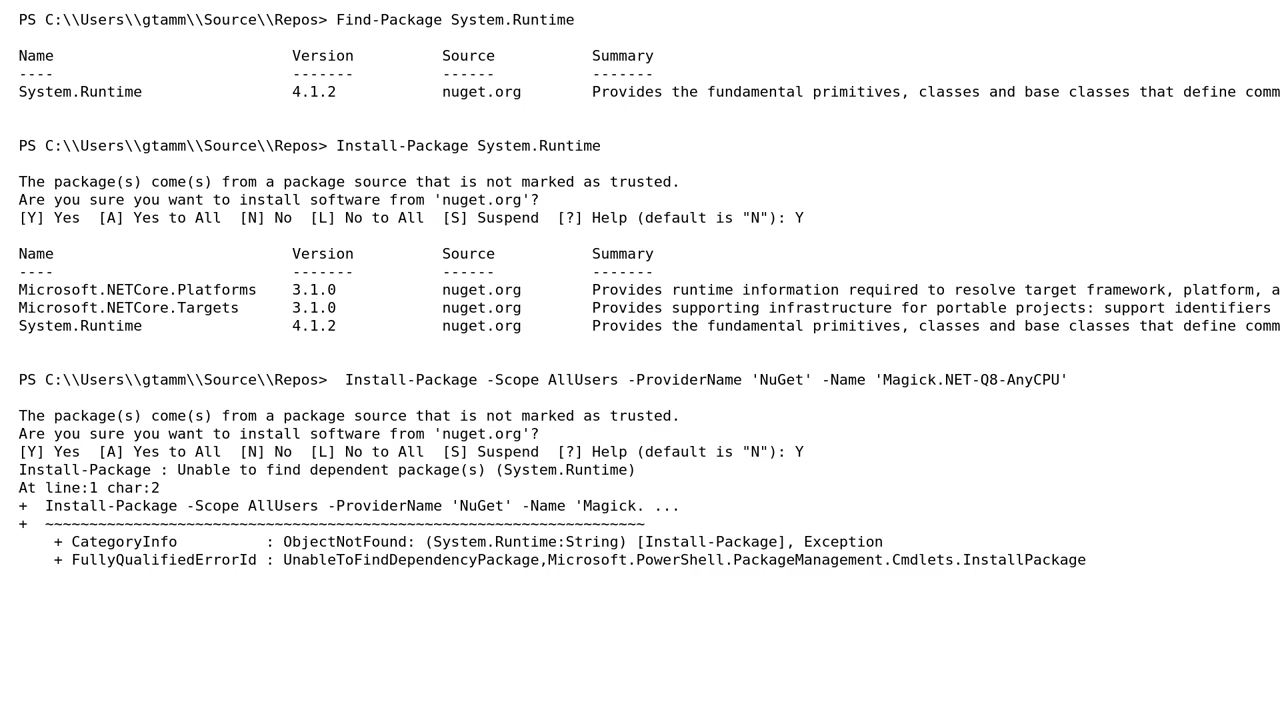 PS C:\\Users\\gtamm\\Source\\Repos> Find-Package System.Runtime
Name                           Version          Source           Summary
----                           -------          ------           -------
System.Runtime                 4.1.2            nuget.org        Provides the fundamental primitives, classes and base classes that define comm
PS C:\\Users\\gtamm\\Source\\Repos> Install-Package System.Runtime
The package(s) come(s) from a package source that is not marked as trusted.
Are you sure you want to install software from 'nuget.org'?
[Y] Yes  [A] Yes to All  [N] No  [L] No to All  [S] Suspend  [?] Help (default is "N"): Y
Name                           Version          Source           Summary
----                           -------          ------           -------
Microsoft.NETCore.Platforms    3.1.0            nuget.org        Provides runtime information required to resolve target framework, platform, a
Microsoft.NETCore.Targets      3.1.0            nuget.org        Provides supporting infrastructure for portable projects: support identifiers
System.Runtime                 4.1.2            nuget.org        Provides the fundamental primitives, classes and base classes that define comm
PS C:\\Users\\gtamm\\Source\\Repos>  Install-Package -Scope AllUsers -ProviderName 'NuGet' -Name 'Magick.NET-Q8-AnyCPU'
The package(s) come(s) from a package source that is not marked as trusted.
Are you sure you want to install software from 'nuget.org'?
[Y] Yes  [A] Yes to All  [N] No  [L] No to All  [S] Suspend  [?] Help (default is "N"): Y
Install-Package : Unable to find dependent package(s) (System.Runtime)
At line:1 char:2
+  Install-Package -Scope AllUsers -ProviderName 'NuGet' -Name 'Magick. ...
+  ~~~~~~~~~~~~~~~~~~~~~~~~~~~~~~~~~~~~~~~~~~~~~~~~~~~~~~~~~~~~~~~~~~~~
    + CategoryInfo          : ObjectNotFound: (System.Runtime:String) [Install-Package], Exception
    + FullyQualifiedErrorId : UnableToFindDependencyPackage,Microsoft.PowerShell.PackageManagement.Cmdlets.InstallPackage